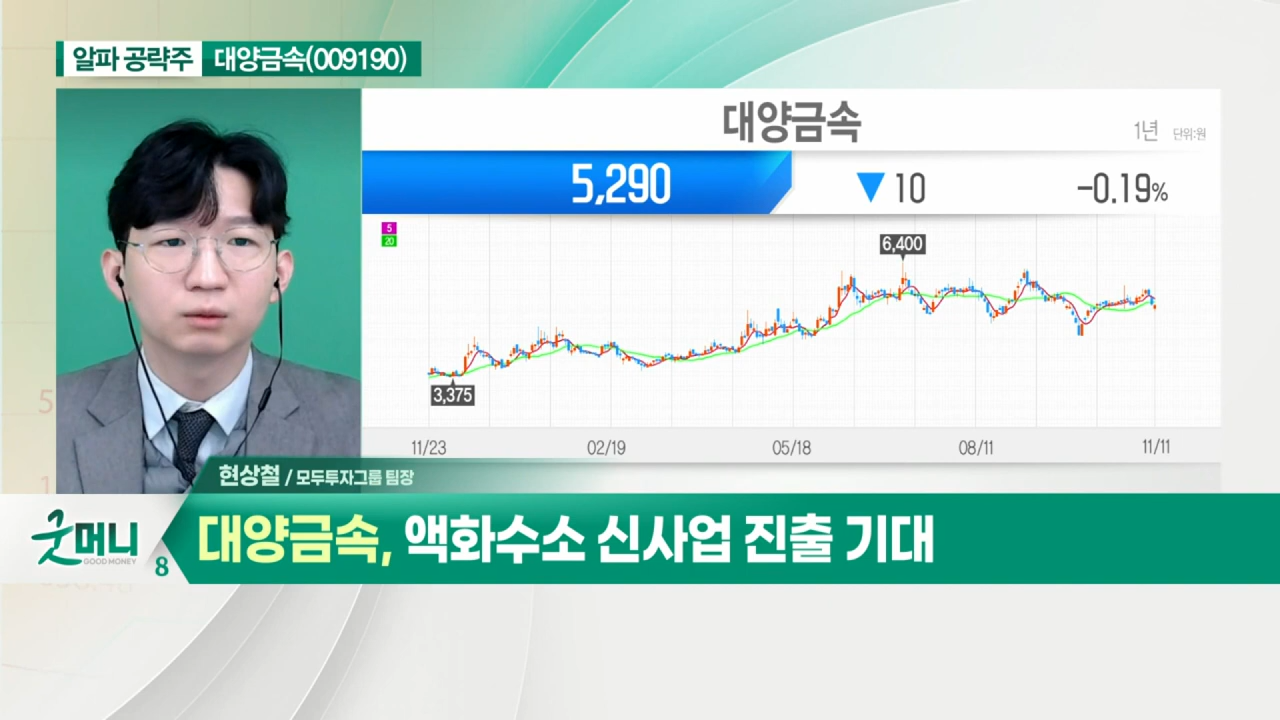 알파 공략주 대양금속(009190)
대양금속
1년 단위:원
5,290 ▼10 -0.19%
5
20
6,400
3,375
11/23 02/19 05/18 08/11 11/11
현상철 / 모두투자그룹 팀장
굿머니
GOOD MONEY
8
대양금속, 액화수소 신사업 진출 기대